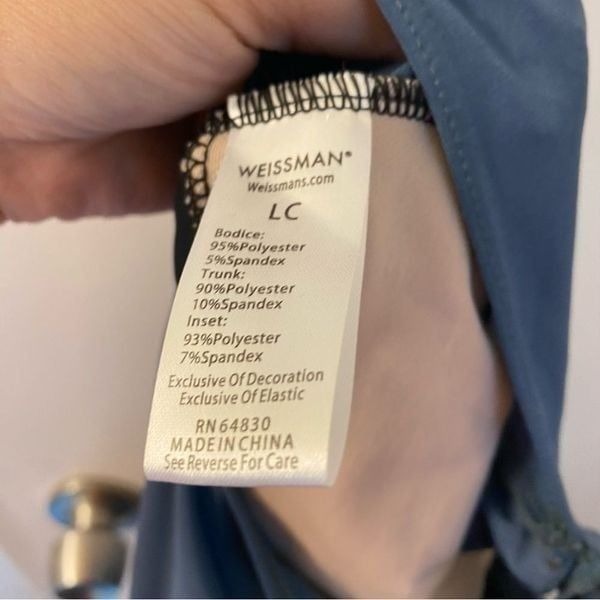 WEISSMAN®
Weissmans.com
LC
Bodice:
95%Polyester
5%Spandex
Trunk:
90%Polyester
10%Spandex
Inset:
93%Polyester
7%Spandex
Exclusive Of Decoration
Exclusive Of Elastic
RN 64830
MADE IN CHINA
See Reverse For Care